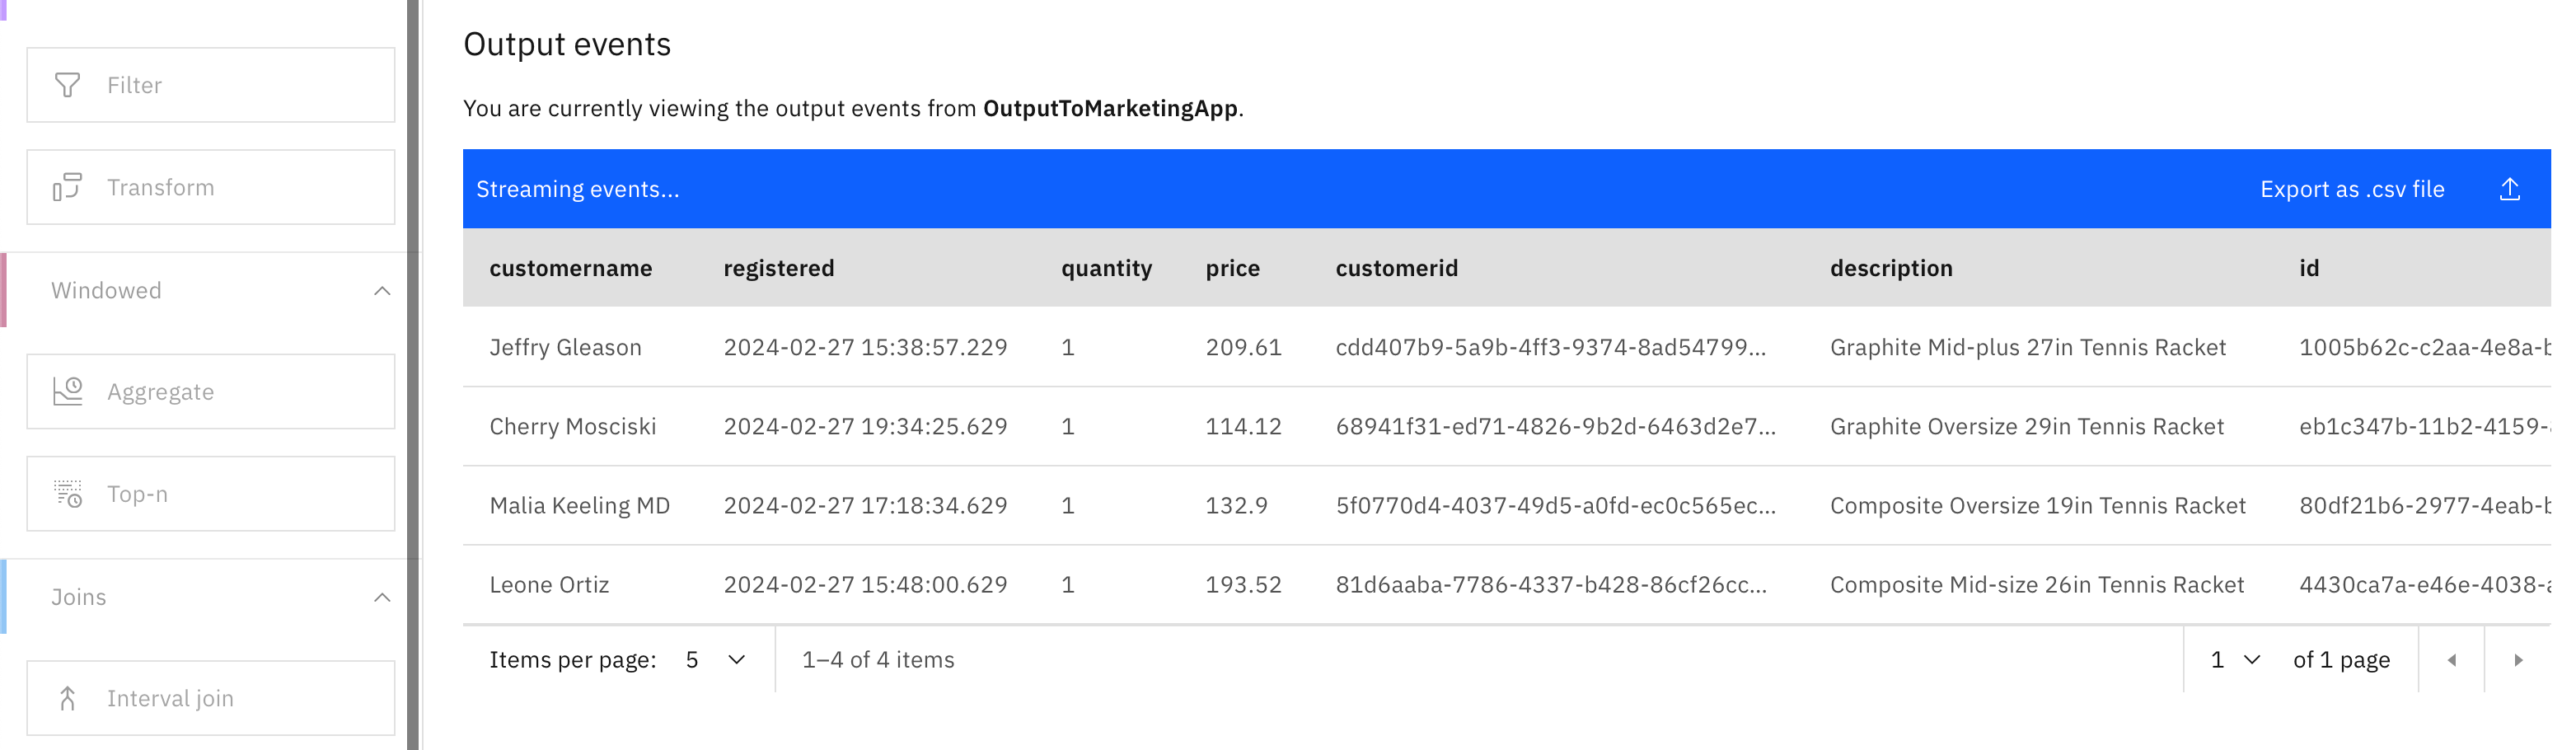 Filter
Transform
Windowed
Aggregate
Top-n
Joins
Interval join
Output events
You are currently viewing the output events from OutputToMarketingApp.
Streaming events... Export as .csv file
customername registered quantity price customerid description id
Jeffry Gleason 2024-02-27 15:38:57.229 1 209.61 cdd407b9-5a9b-4ff3-9374-8ad54799... Graphite Mid-plus 27in Tennis Racket 1005b62c-c2aa-4e8a-b
Cherry Mosciski 2024-02-27 19:34:25.629 1 114.12 68941f31-ed71-4826-9b2d-6463d2e7... Graphite Oversize 29in Tennis Racket eb1c347b-11b2-4159-
Malia Keeling MD 2024-02-27 17:18:34.629 1 132.9 5f0770d4-4037-49d5-a0fd-ec0c565ec... Composite Oversize 19in Tennis Racket 80df21b6-2977-4eab-b
Leone Ortiz 2024-02-27 15:48:00.629 1 193.52 81d6aaba-7786-4337-b428-86cf26cc... Composite Mid-size 26in Tennis Racket 4430ca7a-e46e-4038-
Items per page: 5 1–4 of 4 items 1 of 1 page